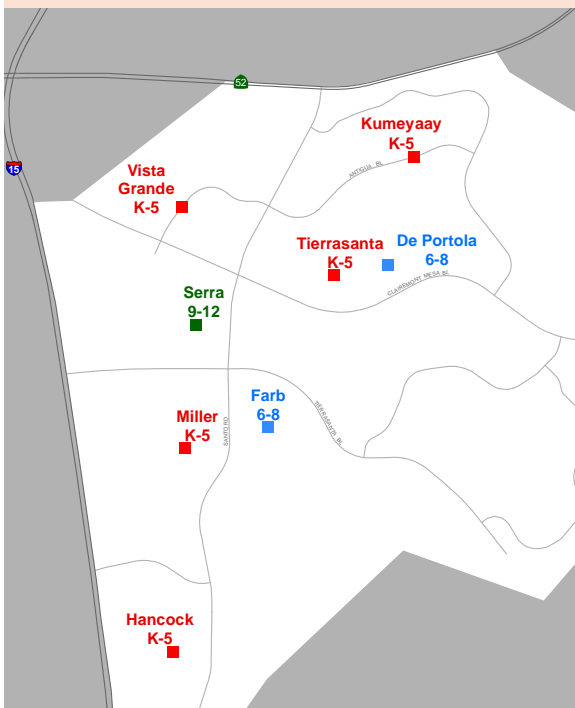 52
Kumeyaay
K-5
15
Vista
Grande
K-5
ANTIGUA BL
Tierrasanta
K-5
De Portola
6-8
CLAIREMONT MESA BL
Serra
9-12
Farb
6-8
Miller
K-5
SANTO RD
TIERRASANTA BL
Hancock
K-5